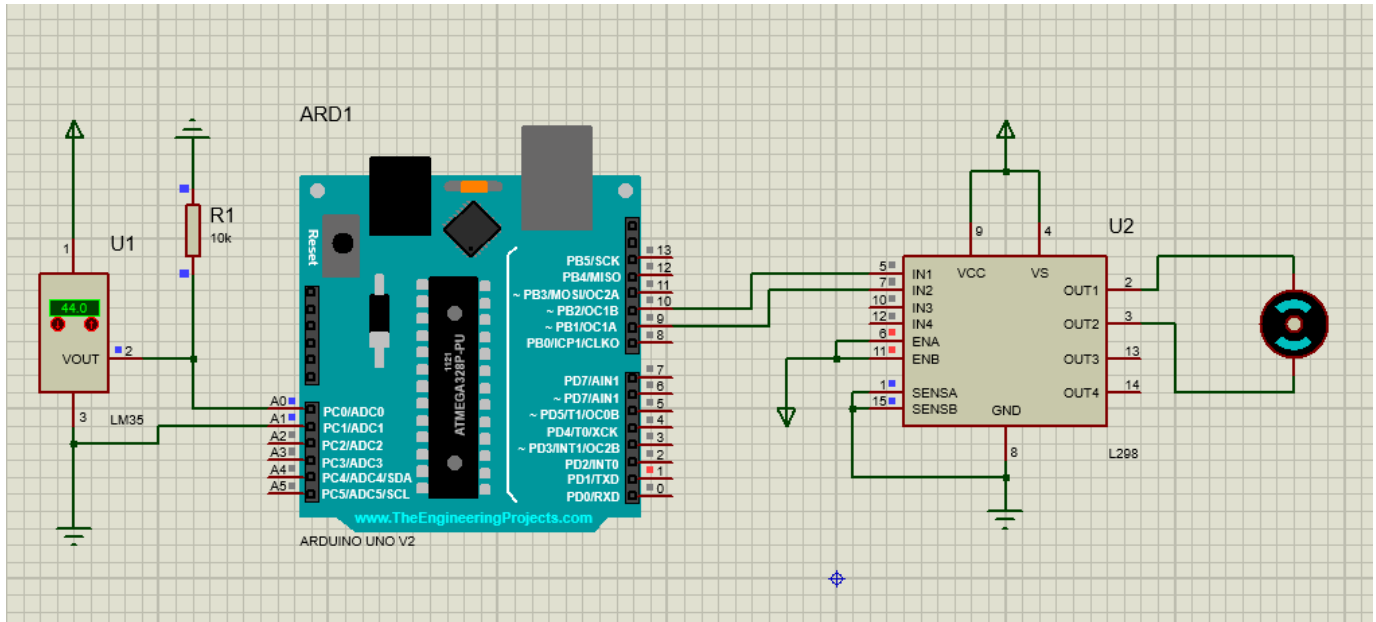 ARD1
R1
10k
U1
1
44.0
VOUT
2
3
LM35
Reset
1121
ATMEGA328P-PU
A0
A1
A2
A3
A4
A5
PC0/ADC0
PC1/ADC1
PC2/ADC2
PC3/ADC3
PC4/ADC4/SDA
PC5/ADC5/SCL
PB5/SCK
PB4/MISO
~ PB3/MOSI/OC2A
~ PB2/OC1B
~ PB1/OC1A
PB0/ICP1/CLKO
PD7/AIN1
~ PD7/AIN1
~ PD5/T1/OC0B
PD4/T0/XCK
~ PD3/INT1/OC2B
PD2/INT0
PD1/TXD
PD0/RXD
13
12
11
10
9
8
7
6
5
4
3
2
1
0
www.TheEngineeringProjects.com
ARDUINO UNO V2
U2
9
4
VCC
VS
5
7
10
12
6
11
1
15
IN1
IN2
IN3
IN4
ENA
ENB
SENSA
SENSB
GND
8
OUT1
OUT2
OUT3
OUT4
2
3
13
14
L298